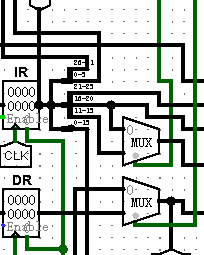 26-31
0-5
IR
21-25
0000
16-20
0000
11-15
Enable
0-15
0
MUX
1
CLK
DR
0000
0000
Enable
0
MUX
1